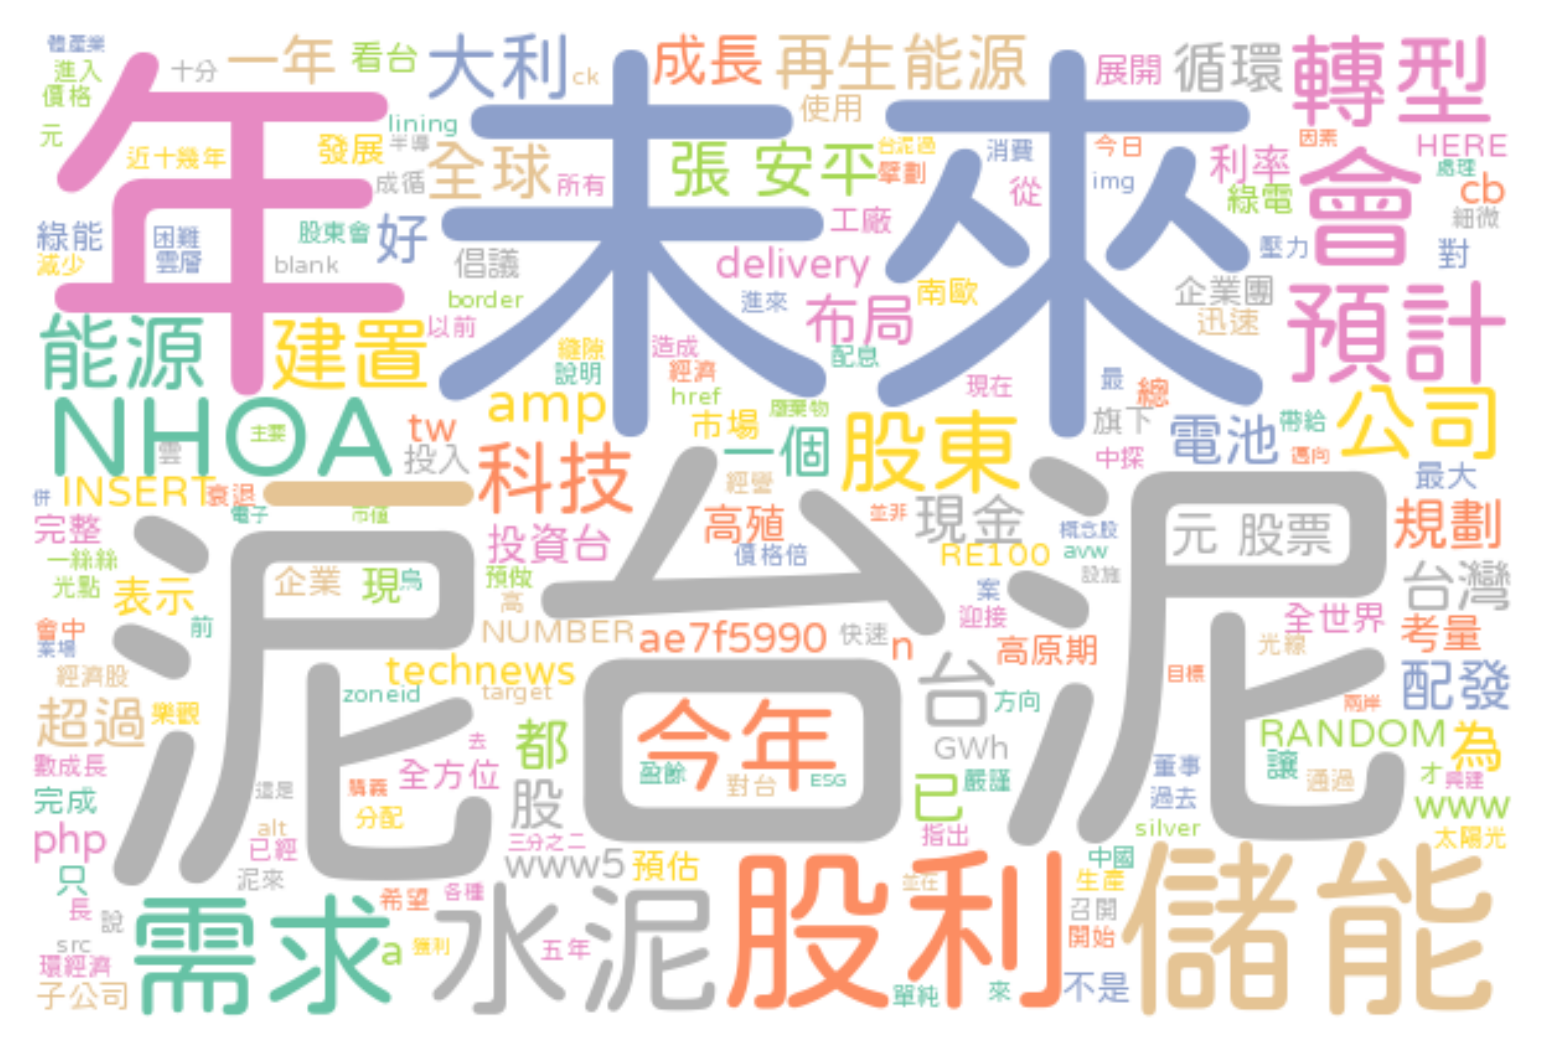 體產業
進入
十分
一年
看台
大利
ck
成長
再生能源
展開
循環
轉型
價格
元
近十幾年
發展
lining
半導
成循
全球
所有
使用
張 安平
台泥過
擘劃
消費
img
從
今日
因素
利率
綠電
HERE
處理
cb
細微
年
未來
會
綠能
減少
困難
雲層
股東會
好
blank
倡議
border
以前
delivery
進來
工廠
布局
南歐
企業團
迅速
壓力
對
預計
能源
建置
縫隙
說明
造成
經濟
href
配息
現在
最
總
NHOA
主要
雲
tw
投入
amp
市場
廢棄物
一個
股東
旗下
中探
電池
帶給
邁向
公司
最大
併
INSERT
衰退
電子
市值
一
科技
經營
高殖
並非
現金
概念股
avw
設施
RE100
元 股票
規劃
完整
一絲絲
光點
表示
企業
現
烏
預做
高
投資台
價格倍
案
迎接
台灣
泥
台泥
會中
案場
前
經濟股
NUMBER
ae7f5990
快速
n
高原期
全世界
光線
考量
technews
zoneid
target
台
方向
目標
兩岸
配發
超過
樂觀
去
都
今年
盈餘
對台
ESG
GWh
嚴謹
RANDOM
為
數成長
完成
這是
精義
全方位
分配
股
已
指出
董事
過去
讓
通過
才
興建
www
php
alt
已經
三分之二
silver
太陽光
只
長
說
泥來
www5
預估
中國
生產
需求
希望
各種
水泥
五年
a
獲利
股利
並在
召開
開始
儲能
src
環經濟
子公司
單純
來
不是